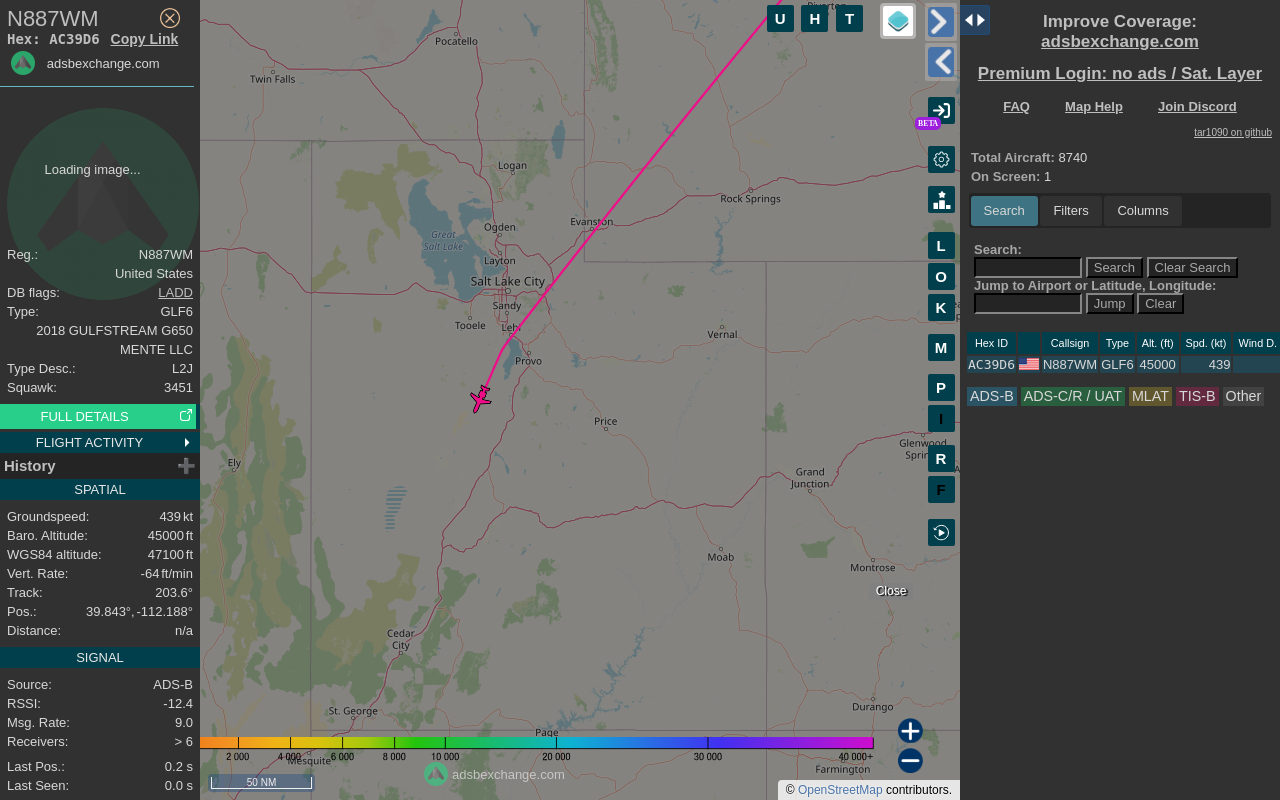 N887WM
Hex: AC39D6 Copy Link
adsbexchange.com
Loading image...
Reg.: N887WM
United States
DB flags: LADD
Type: GLF6
2018 GULFSTREAM G650
MENTE LLC
Type Desc.: L2J
Squawk: 3451
FULL DETAILS
FLIGHT ACTIVITY
History
SPATIAL
Groundspeed: 439 kt
Baro. Altitude: 45000 ft
WGS84 altitude: 47100 ft
Vert. Rate: -64 ft/min
Track: 203.6°
Pos.: 39.843°, -112.188°
Distance: n/a
SIGNAL
Source: ADS-B
RSSI: -12.4
Msg. Rate: 9.0
Receivers: > 6
Last Pos.: 0.2 s
Last Seen: 0.0 s
Riverton
U H T
Pocatello
Twin Falls
BETA
Logan
Rock Springs
Evanston
Ogden
Great
Salt Lake
Layton
Salt Lake City
Sandy
Tooele
Lehi
Vernal
Provo
L
O
K
M
P
I
R
F
Price
Glenwood
Springs
Ely
Grand
Junction
Moab
Montrose
Close
Cedar
City
St. George
Durango
Page
Mesquite
Farmington
2 000 4 000 6 000 8 000 10 000 20 000 30 000 40 000+
adsbexchange.com
50 NM
© OpenStreetMap contributors.
Improve Coverage:
adsbexchange.com
Premium Login: no ads / Sat. Layer
FAQ Map Help Join Discord
tar1090 on github
Total Aircraft: 8740
On Screen: 1
Search Filters Columns
Search:
Search Clear Search
Jump to Airport or Latitude, Longitude:
Jump Clear
Hex ID Callsign Type Alt. (ft) Spd. (kt) Wind D.
AC39D6 N887WM GLF6 45000 439
ADS-B ADS-C/R / UAT MLAT TIS-B Other